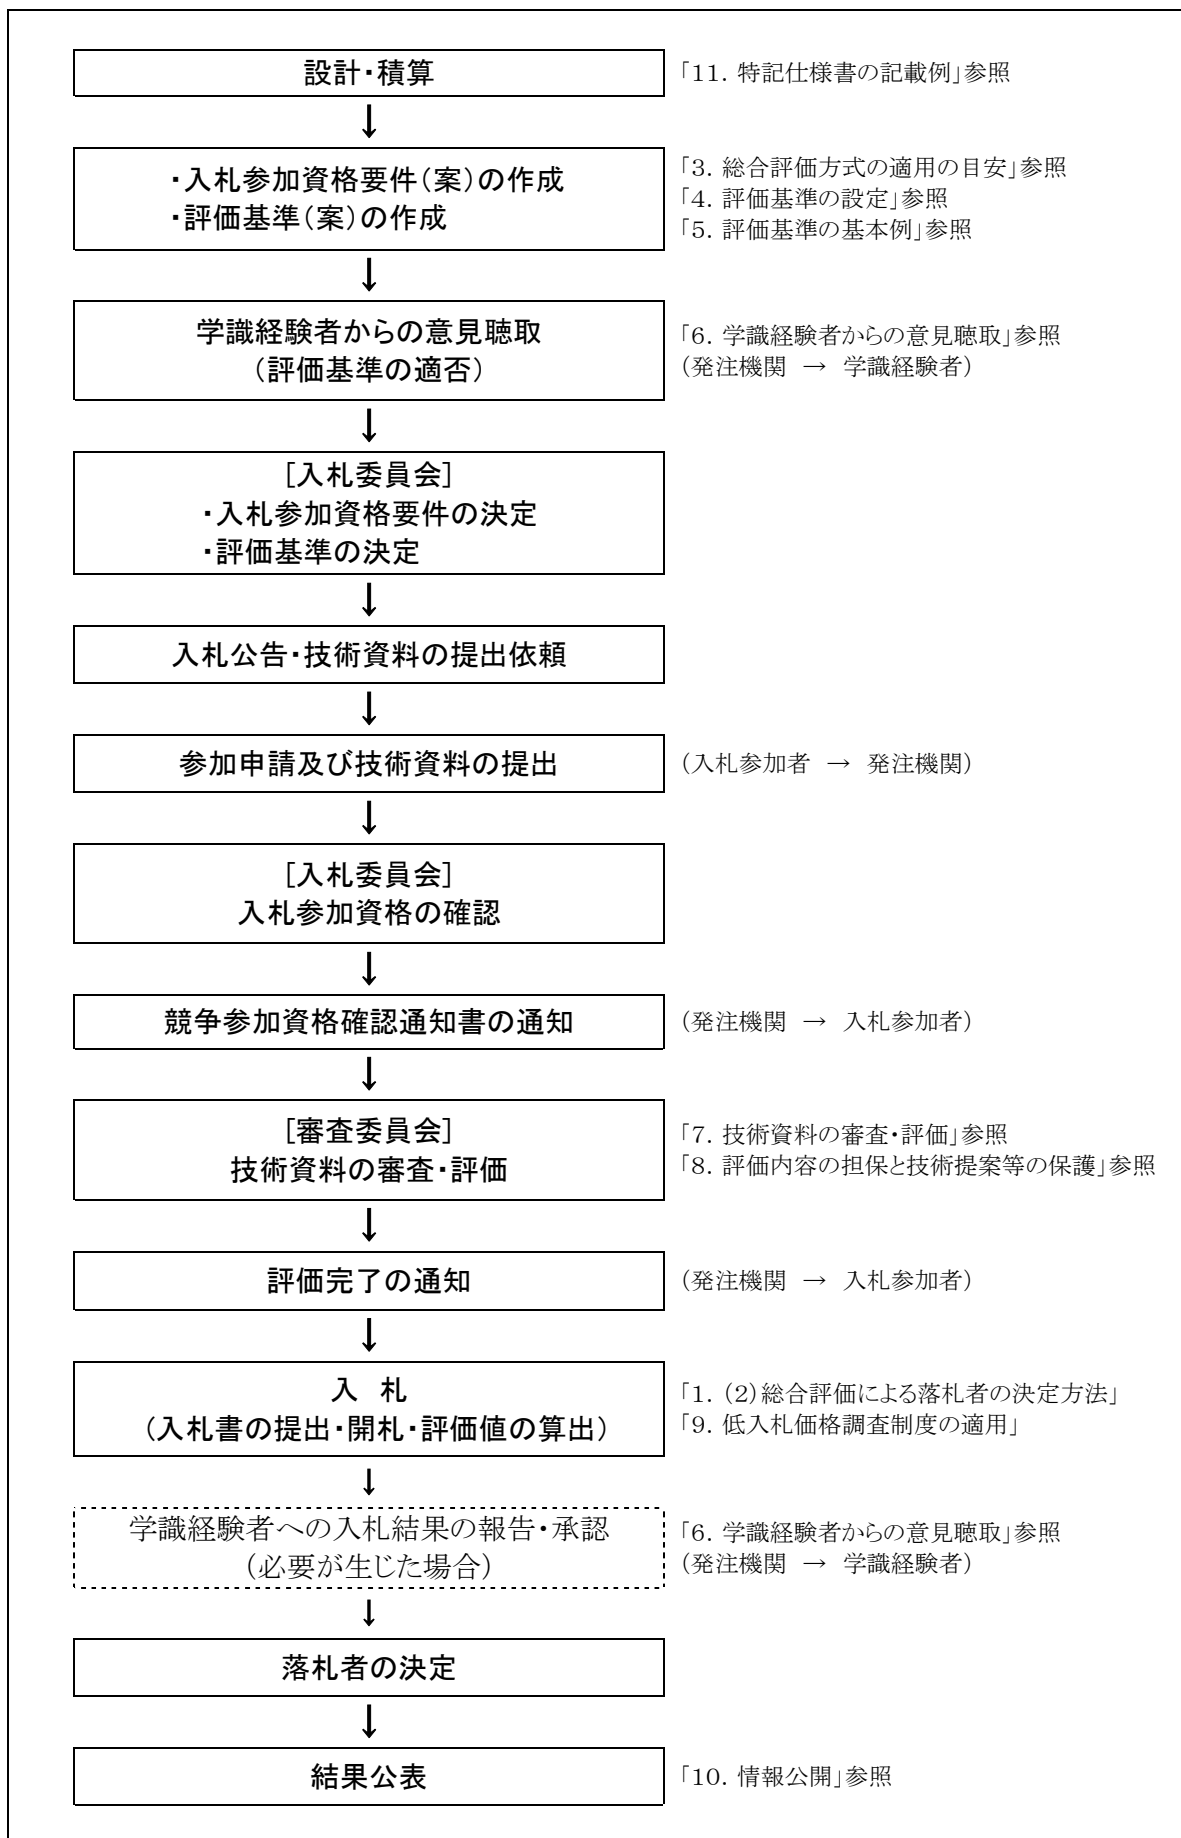 設計・積算
「11. 特記仕様書の記載例」参照
↓
・入札参加資格要件（案）の作成
・評価基準（案）の作成
「3. 総合評価方式の適用の目安」参照
「4. 評価基準の設定」参照
「5. 評価基準の基本例」参照
↓
学識経験者からの意見聴取
（評価基準の適否）
「6. 学識経験者からの意見聴取」参照
（発注機関 → 学識経験者）
↓
[入札委員会]
・入札参加資格要件の決定
・評価基準の決定
↓
入札公告・技術資料の提出依頼
↓
参加申請及び技術資料の提出
（入札参加者 → 発注機関）
↓
[入札委員会]
入札参加資格の確認
↓
競争参加資格確認通知書の通知
（発注機関 → 入札参加者）
↓
[審査委員会]
技術資料の審査・評価
「7. 技術資料の審査・評価」参照
「8. 評価内容の担保と技術提案等の保護」参照
↓
評価完了の通知
（発注機関 → 入札参加者）
↓
入 札
（入札書の提出・開札・評価値の算出）
「1. (2)総合評価による落札者の決定方法」
「9. 低入札価格調査制度の適用」
↓
学識経験者への入札結果の報告・承認
（必要が生じた場合）
「6. 学識経験者からの意見聴取」参照
（発注機関 → 学識経験者）
↓
落札者の決定
↓
結果公表
「10. 情報公開」参照